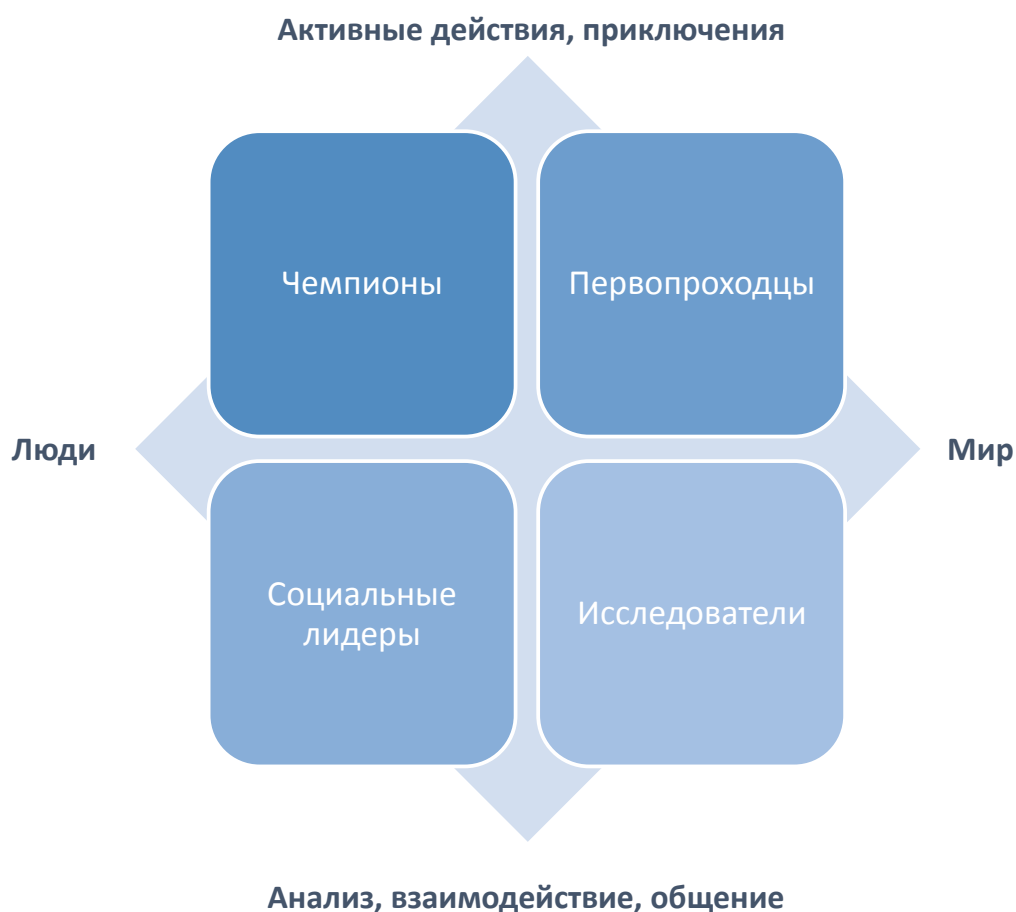 Активные действия, приключения
Чемпионы
Первопроходцы
Люди
Мир
Социальные
лидеры
Исследователи
Анализ, взаимодействие, общение